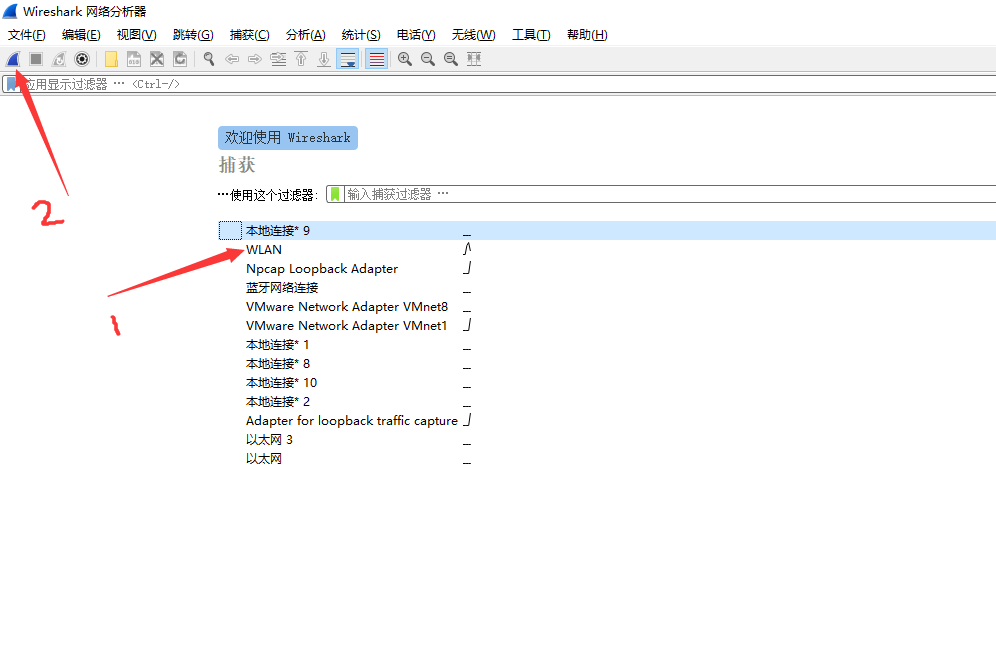 Wireshark 网络分析器
文件(F) 编辑(E) 视图(V) 跳转(G) 捕获(C) 分析(A) 统计(S) 电话(Y) 无线(W) 工具(T) 帮助(H)
应用显示过滤器 … <Ctrl-/>
欢迎使用 Wireshark
捕获
…使用这个过滤器: 输入捕获过滤器 …
2
本地连接* 9
WLAN
Npcap Loopback Adapter
蓝牙网络连接
VMware Network Adapter VMnet8
1
VMware Network Adapter VMnet1
本地连接* 1
本地连接* 8
本地连接* 10
本地连接* 2
Adapter for loopback traffic capture
以太网 3
以太网